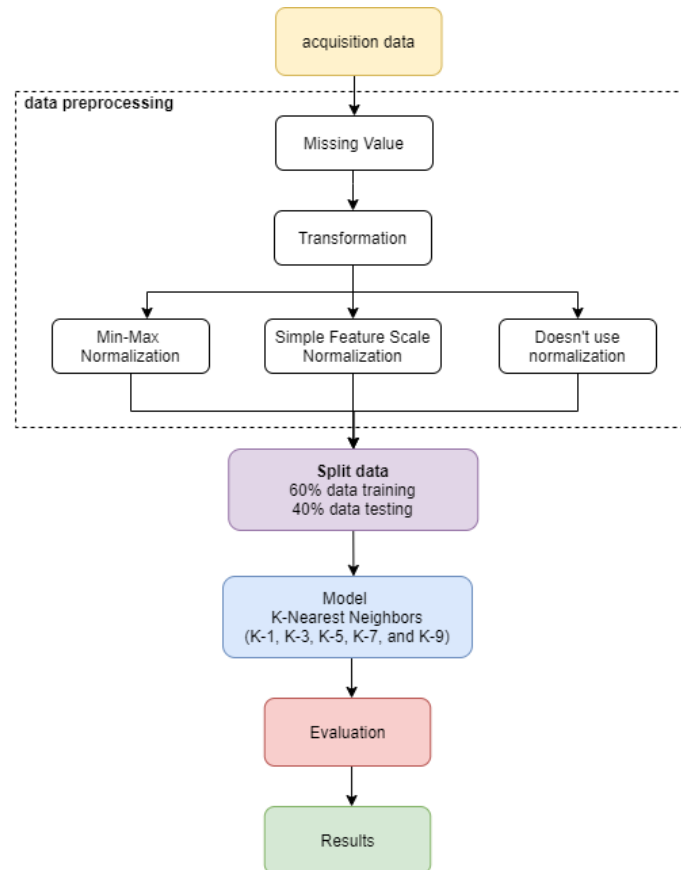 acquisition data
data preprocessing
Missing Value
Transformation
Min-Max
Normalization
Simple Feature Scale
Normalization
Doesn't use
normalization
Split data
60% data training
40% data testing
Model
K-Nearest Neighbors
(K-1, K-3, K-5, K-7, and K-9)
Evaluation
Results